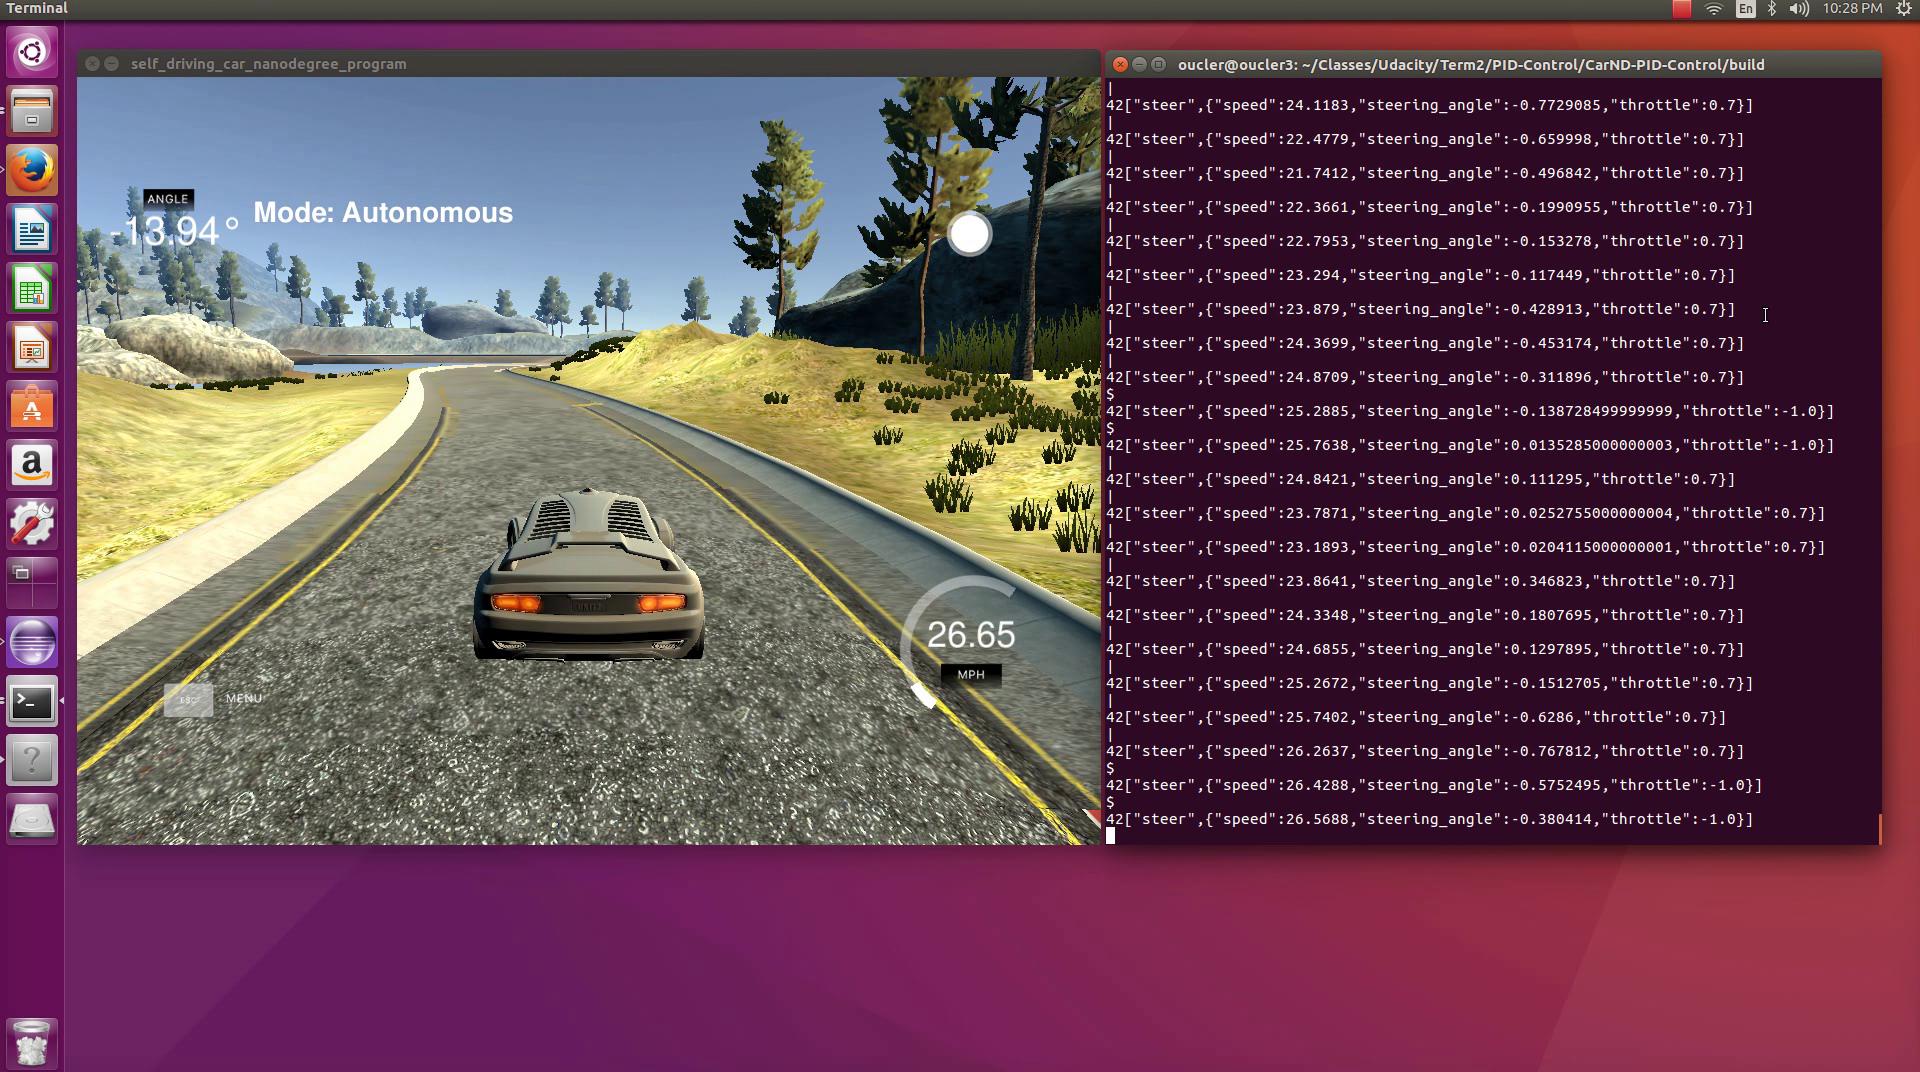 Terminal
En
10:28 PM
self_driving_car_nanodegree_program
ANGLE
-13.94°
Mode: Autonomous
26.65
MPH
ESC
MENU
oucler@oucler3: ~/Classes/Udacity/Term2/PID-Control/CarND-PID-Control/build
|
42["steer",{"speed":24.1183,"steering_angle":-0.7729085,"throttle":0.7}]
|
42["steer",{"speed":22.4779,"steering_angle":-0.659998,"throttle":0.7}]
|
42["steer",{"speed":21.7412,"steering_angle":-0.496842,"throttle":0.7}]
|
42["steer",{"speed":22.3661,"steering_angle":-0.1990955,"throttle":0.7}]
|
42["steer",{"speed":22.7953,"steering_angle":-0.153278,"throttle":0.7}]
|
42["steer",{"speed":23.294,"steering_angle":-0.117449,"throttle":0.7}]
|
42["steer",{"speed":23.879,"steering_angle":-0.428913,"throttle":0.7}]
|
42["steer",{"speed":24.3699,"steering_angle":-0.453174,"throttle":0.7}]
|
42["steer",{"speed":24.8709,"steering_angle":-0.311896,"throttle":0.7}]
$
42["steer",{"speed":25.2885,"steering_angle":-0.138728499999999,"throttle":-1.0}]
$
42["steer",{"speed":25.7638,"steering_angle":0.0135285000000003,"throttle":-1.0}]
|
42["steer",{"speed":24.8421,"steering_angle":0.111295,"throttle":0.7}]
|
42["steer",{"speed":23.7871,"steering_angle":0.0252755000000004,"throttle":0.7}]
|
42["steer",{"speed":23.1893,"steering_angle":0.0204115000000001,"throttle":0.7}]
|
42["steer",{"speed":23.8641,"steering_angle":0.346823,"throttle":0.7}]
|
42["steer",{"speed":24.3348,"steering_angle":0.1807695,"throttle":0.7}]
|
42["steer",{"speed":24.6855,"steering_angle":0.1297895,"throttle":0.7}]
|
42["steer",{"speed":25.2672,"steering_angle":-0.1512705,"throttle":0.7}]
|
42["steer",{"speed":25.7402,"steering_angle":-0.6286,"throttle":0.7}]
|
42["steer",{"speed":26.2637,"steering_angle":-0.767812,"throttle":0.7}]
$
42["steer",{"speed":26.4288,"steering_angle":-0.5752495,"throttle":-1.0}]
$
42["steer",{"speed":26.5688,"steering_angle":-0.380414,"throttle":-1.0}]